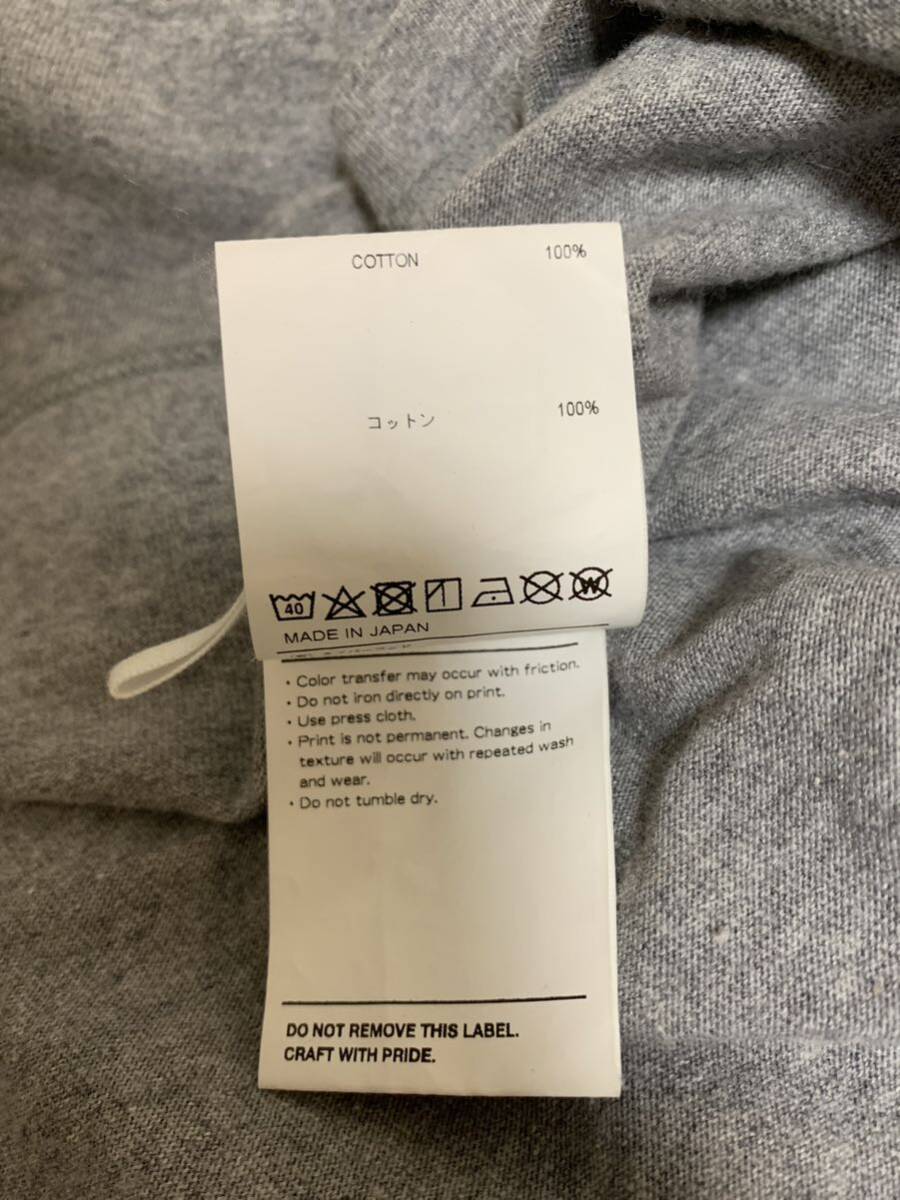 COTTON 100%
コットン 100%
40 W
MADE IN JAPAN
・Color transfer may occur with friction.
・Do not iron directly on print.
・Use press cloth.
・Print is not permanent. Changes in
texture will occur with repeated wash
and wear.
・Do not tumble dry.
DO NOT REMOVE THIS LABEL.
CRAFT WITH PRIDE.